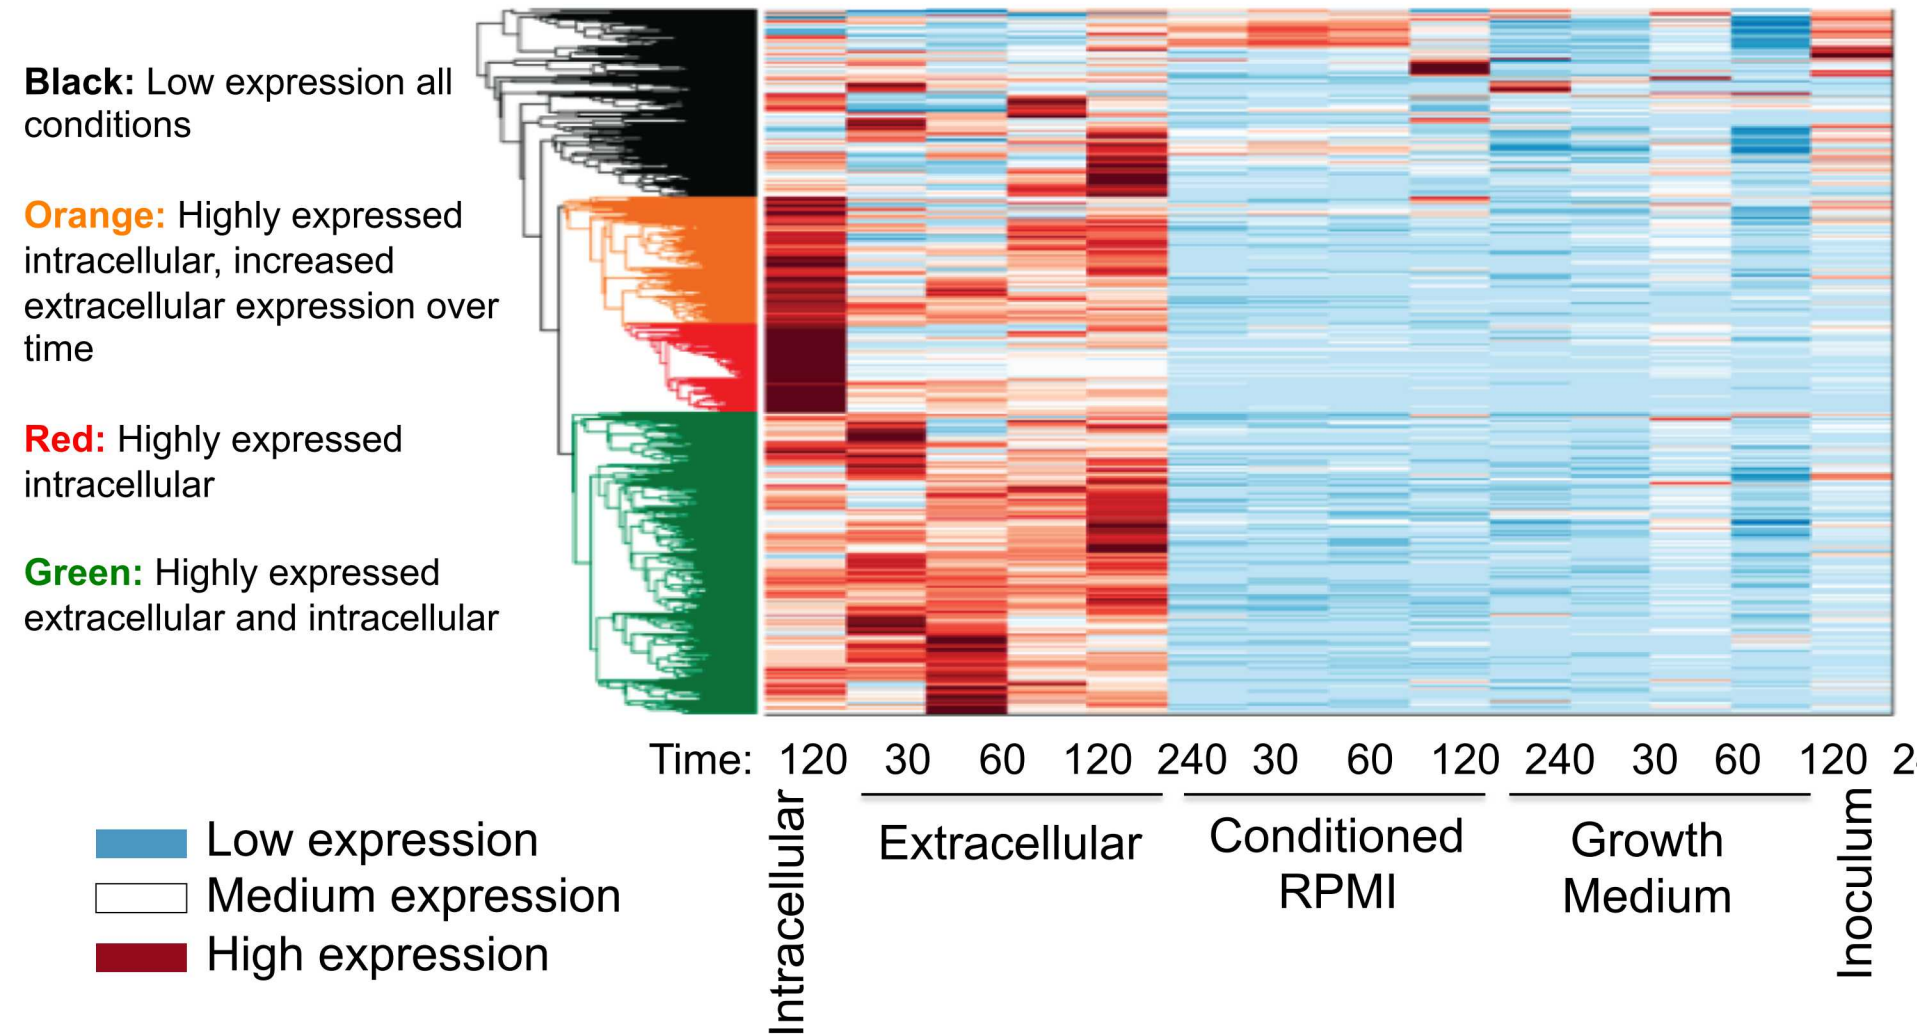 Black: Low expression all
conditions
Orange: Highly expressed
intracellular, increased
extracellular expression over
time
Red: Highly expressed
intracellular
Green: Highly expressed
extracellular and intracellular
Time: 120 30 60 120 240 30 60 120 240 30 60 120
Intracellular
Extracellular
Conditioned
RPMI
Growth
Medium
Inoculum
Low expression
Medium expression
High expression